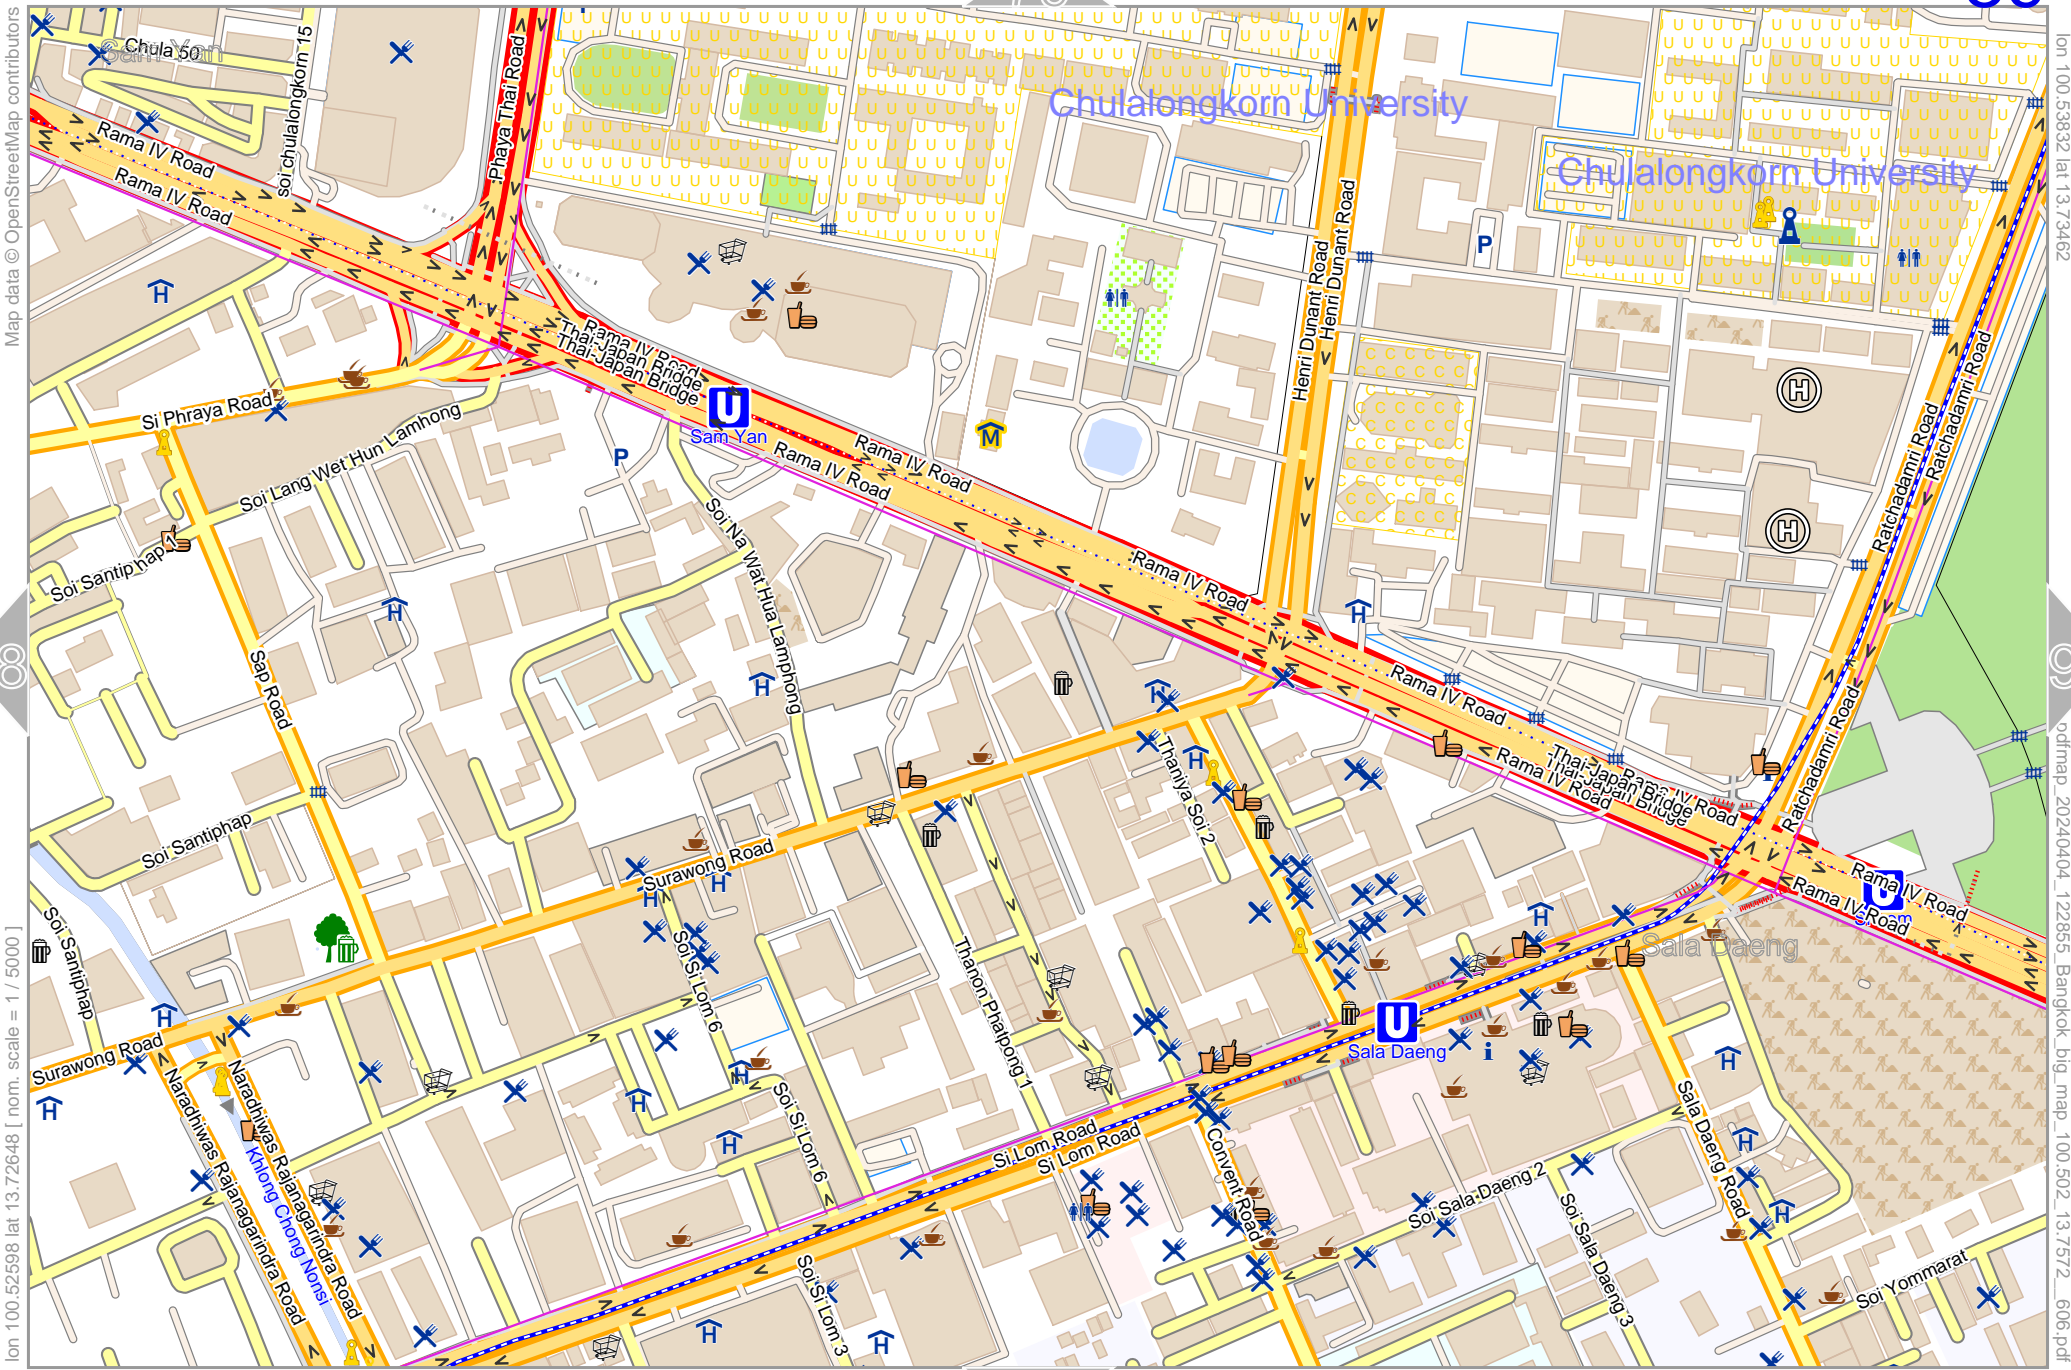 Map data © OpenStreetMap contributors
lon 100.52598 lat 13.72648 [ nom. scale = 1 / 5000 ]
lon 100.53832 lat 13.73462
pdfmap_20240404_122855_Bangkok_big_map_100.502_13.7572_606.pdf
8
9
Sam Yan
Chula 50
soi chulalongkorn 15
Phaya Thai Road
Chulalongkorn University
Chulalongkorn University
Rama IV Road
Rama IV Road
Henri Dunant Road
Henri Dunant Road
P
Rama IV Road
Thai-Japan Bridge
Thai-Japan Bridge
Ratchadamri Road
Ratchadamri Road
Si Phraya Road
Soi Lang Wet Hun Lamhong
U
Sam Yan
M
H
H
P
Rama IV Road
Rama IV Road
Soi Na Wat Hua Lamphong
Soi Santiphap 1
Rama IV Road
Sap Road
Rama IV Road
Ratchadamri Road
Thaniya Soi 2
Thai-Japan Bridge
Thai-Japan Bridge
Rama IV Road
Rama IV Road
Soi Santiphap
Surawong Road
Rama IV Road
Rama IV Road
U
Sala Daeng
Soi Santiphap
Soi Si Lom 6
Thanon Phatpong 1
U
Sala Daeng
Surawong Road
Naradhiwas Rajanagarindra Road
Naradhiwas Rajanagarindra Road
Khlong Chong Nonsi
Soi Si Lom 6
Si Lom Road
Si Lom Road
Convent Road
Sala Daeng Road
Soi Sala Daeng 2
Soi Sala Daeng 3
Soi Si Lom 3
Soi Yommarat